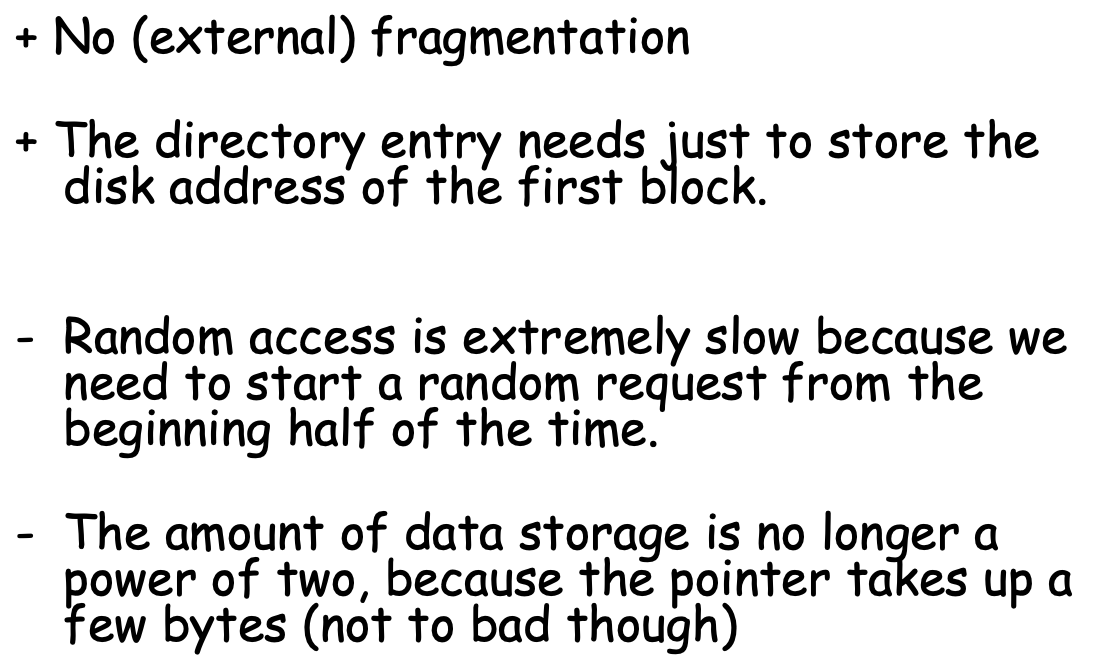 + No (external) fragmentation
+ The directory entry needs just to store the
disk address of the first block.
- Random access is extremely slow because we
need to start a random request from the
beginning half of the time.
- The amount of data storage is no longer a
power of two, because the pointer takes up a
few bytes (not to bad though)